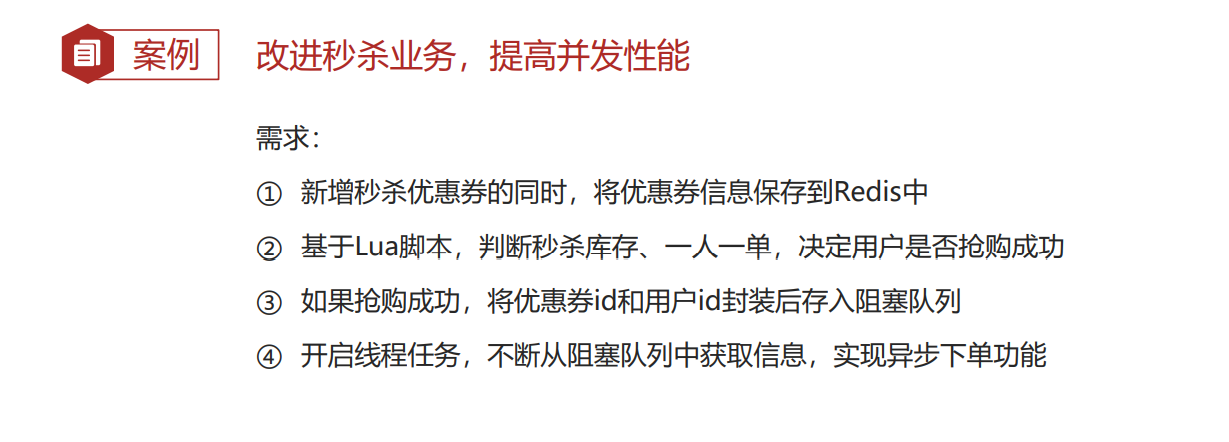 案例 改进秒杀业务，提高并发性能
需求：
① 新增秒杀优惠券的同时，将优惠券信息保存到Redis中
② 基于Lua脚本，判断秒杀库存、一人一单，决定用户是否抢购成功
③ 如果抢购成功，将优惠券id和用户id封装后存入阻塞队列
④ 开启线程任务，不断从阻塞队列中获取信息，实现异步下单功能